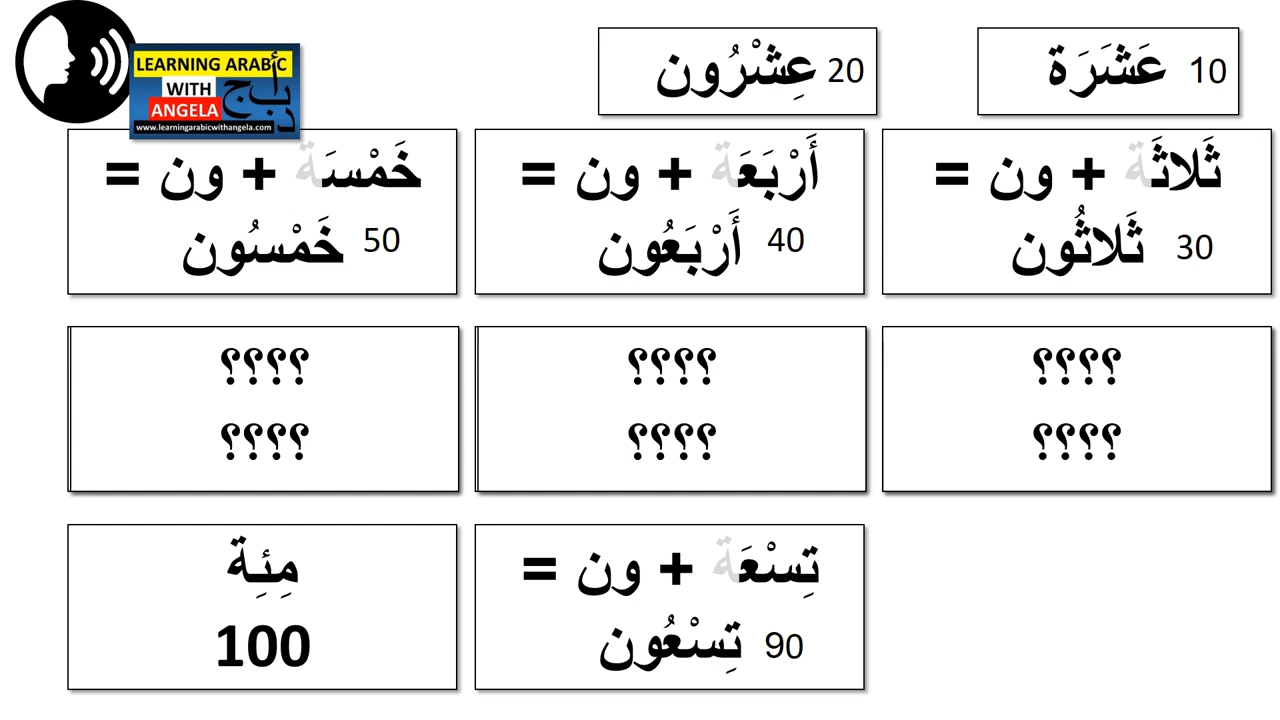 LEARNING ARABIC
WITH
ANGELA
www.learningarabicwithangela.com
أ ب ج د
10 عَشَرَة
20 عِشْرُون
ثَلاثَة + ون =
30 ثَلاثُون
أَرْبَعَة + ون =
40 أَرْبَعُون
خَمْسَة + ون =
50 خَمْسُون
؟؟؟؟
؟؟؟؟
؟؟؟؟
؟؟؟؟
؟؟؟؟
؟؟؟؟
تِسْعَة + ون =
90 تِسْعُون
مِئِة
100